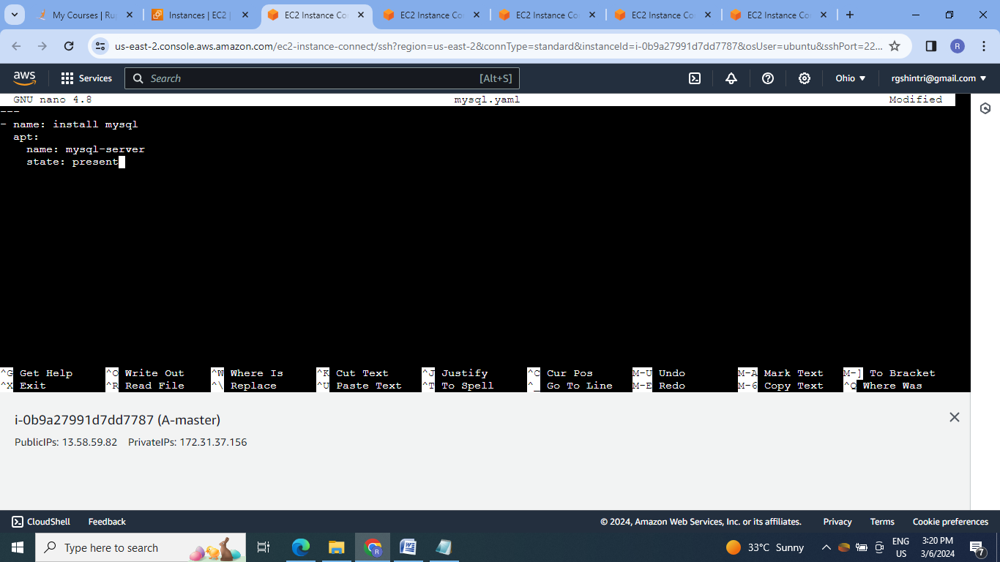 My Courses | Ru
Instances | EC2 |
EC2 Instance Co
EC2 Instance Co
EC2 Instance Co
EC2 Instance Co
EC2 Instance Co
us-east-2.console.aws.amazon.com/ec2-instance-connect/ssh?region=us-east-2&connType=standard&instanceId=i-0b9a27991d7dd7787&osUser=ubuntu&sshPort=22...
R
aws
Services
Search
[Alt+S]
Ohio
rgshintri@gmail.com
GNU nano 4.8 mysql.yaml Modified
---
- name: install mysql
  apt:
    name: mysql-server
    state: present
^G Get Help ^O Write Out ^W Where Is ^K Cut Text ^J Justify ^C Cur Pos M-U Undo M-A Mark Text M-] To Bracket
^X Exit ^R Read File ^\ Replace ^U Paste Text ^T To Spell ^_ Go To Line M-E Redo M-6 Copy Text ^Q Where Was
i-0b9a27991d7dd7787 (A-master)
PublicIPs: 13.58.59.82 PrivateIPs: 172.31.37.156
CloudShell Feedback © 2024, Amazon Web Services, Inc. or its affiliates. Privacy Terms Cookie preferences
Type here to search
33°C Sunny
ENG
US
3:20 PM
3/6/2024
7